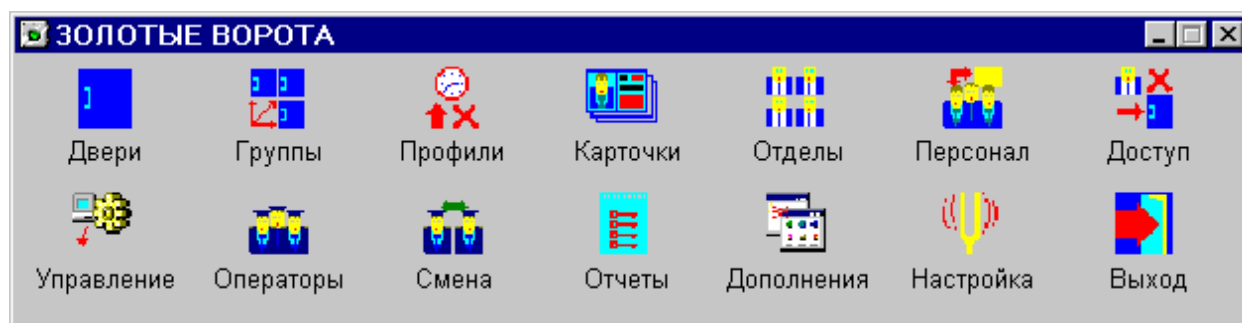 ЗОЛОТЫЕ ВОРОТА
Двери Группы Профили Карточки Отделы Персонал Доступ
Управление Операторы Смена Отчеты Дополнения Настройка Выход